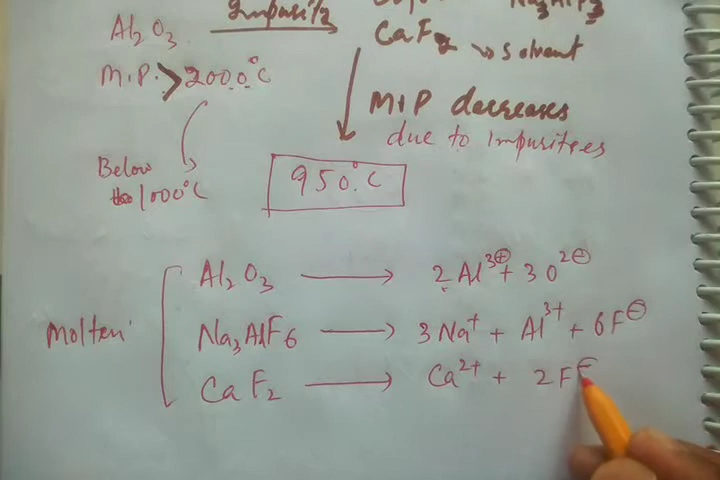 Impurity
Al₂O₃
CaF₂ → Solvent
M.P. > 2000°C
M.P decreases
due to Impurities
Below
1000°C
950°C
Al₂O₃ → 2Al³⊕ + 3O²⊖
Molten Na₃AlF6 → 3Na⁺ + Al³⁺ + 6F⊖
CaF₂ → Ca²⁺ + 2F⊖